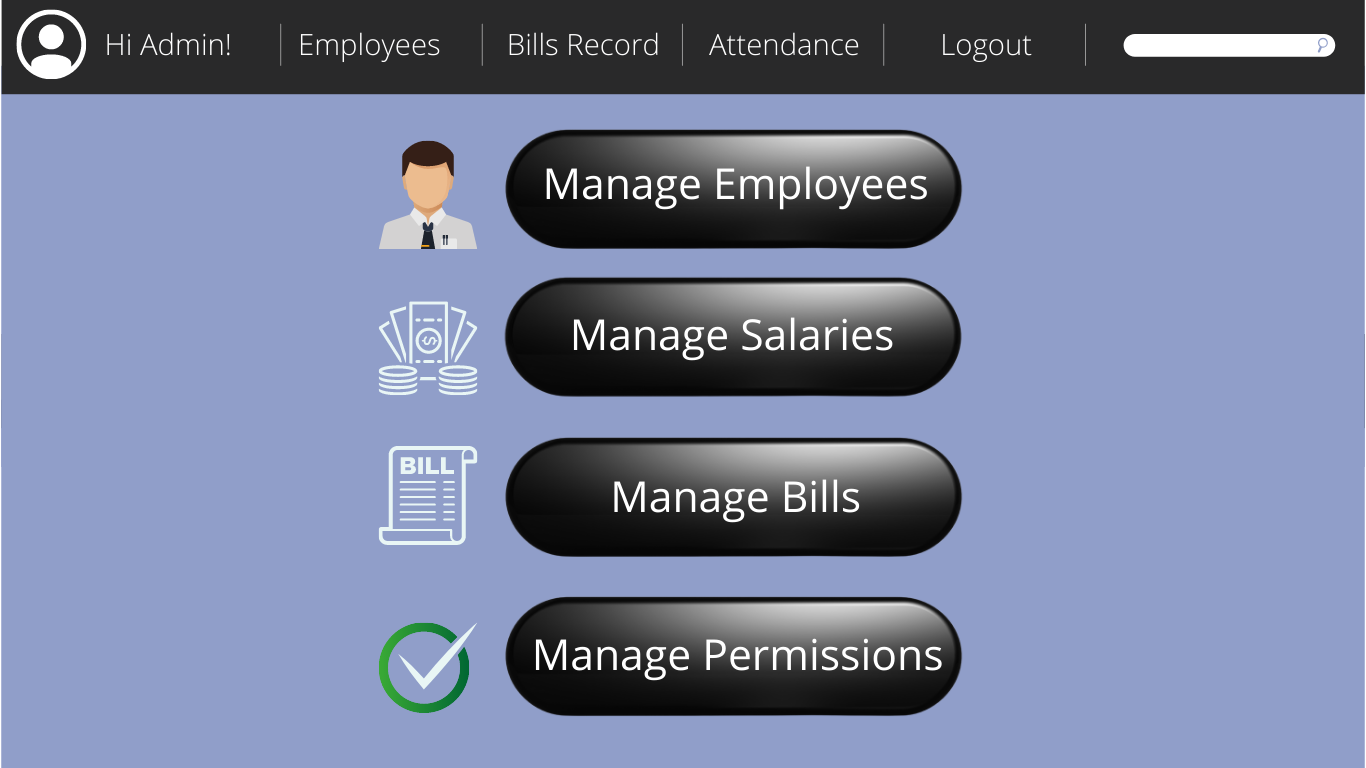 Hi Admin!
Employees
Bills Record
Attendance
Logout
Manage Employees
Manage Salaries
$
BILL
Manage Bills
Manage Permissions